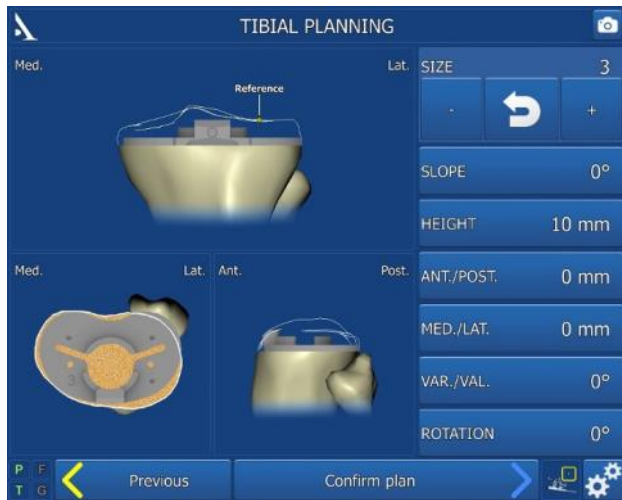 TIBIAL PLANNING
Med.
Lat.
Reference
SIZE 3
- +
SLOPE 0°
HEIGHT 10 mm
Med.
Lat.
Ant.
Post.
ANT./POST. 0 mm
MED./LAT. 0 mm
3
VAR./VAL. 0°
ROTATION 0°
P F
T G
Previous
Confirm plan